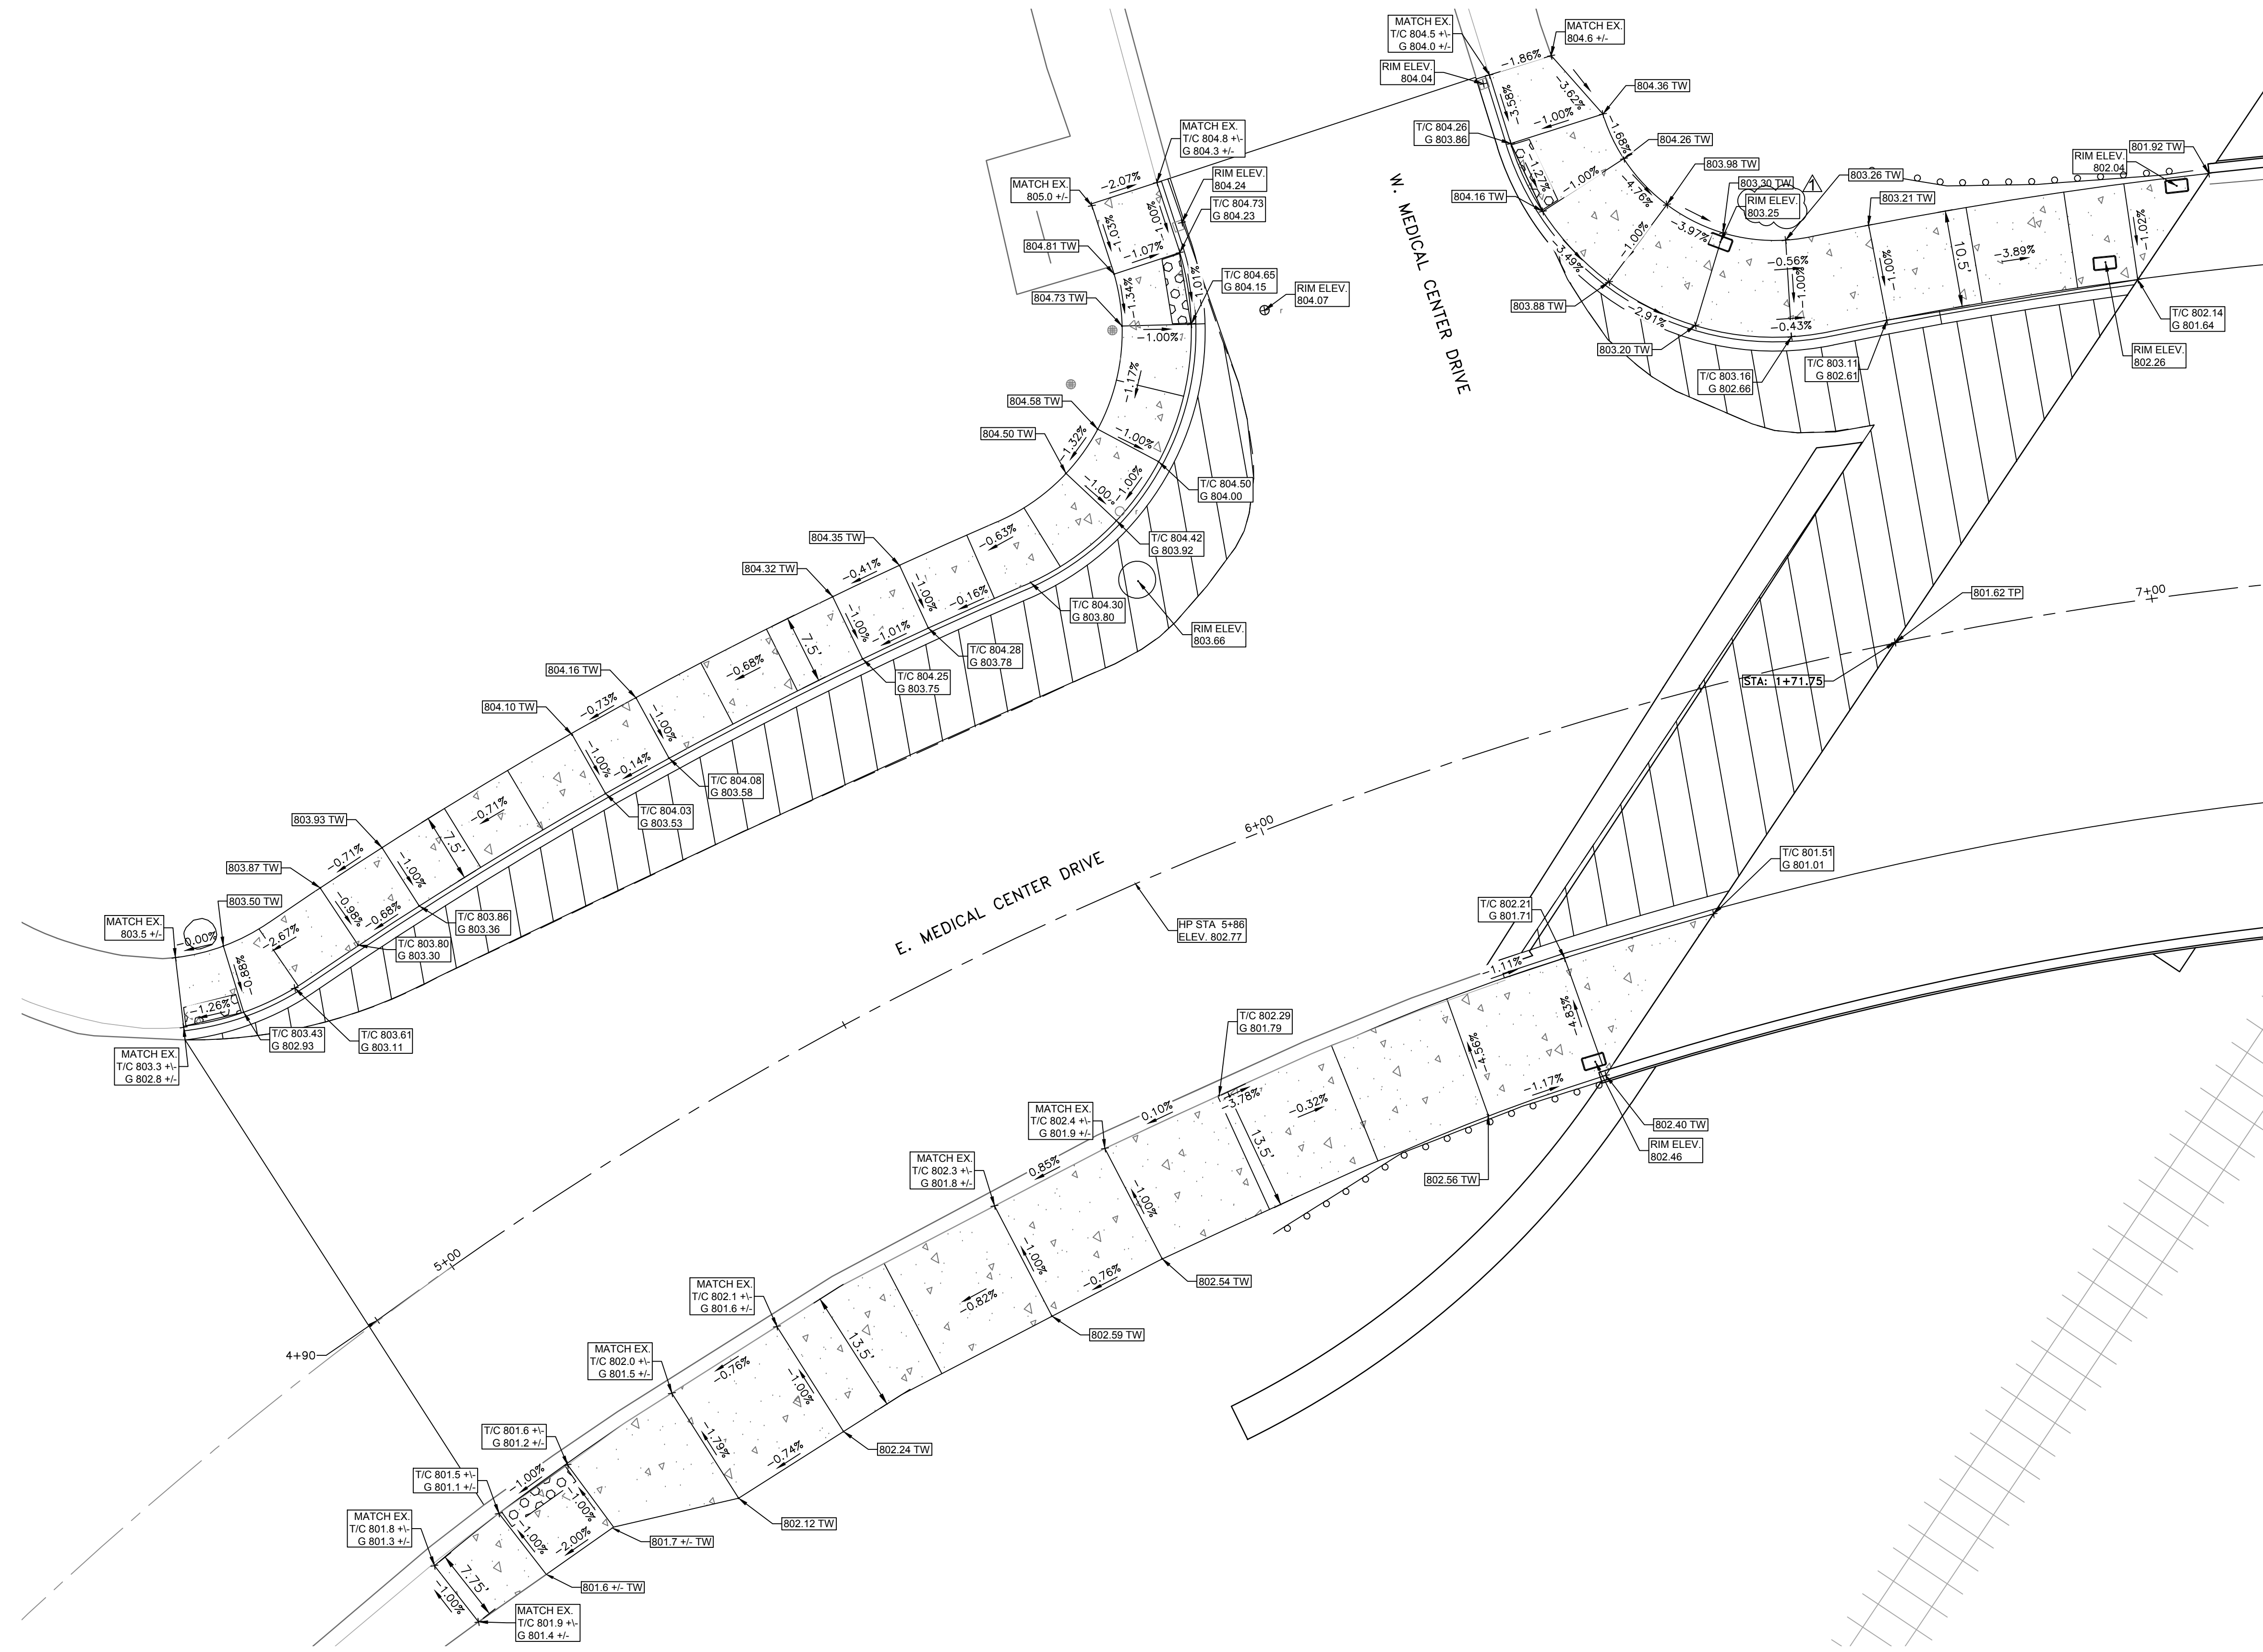 MATCH EX.
T/C 804.5 +\-
G 804.0 +/-
MATCH EX.
804.6 +/-
-1.86%
RIM ELEV.
804.04
-3.58%
-3.62%
804.36 TW
-1.00%
T/C 804.26
G 803.86
-1.68%
804.26 TW
-1.27%
-1.00%
804.16 TW
-4.76%
803.98 TW
803.30 TW
1
RIM ELEV.
803.25
803.26 TW
RIM ELEV.
802.04
801.92 TW
803.21 TW
-3.97%
-1.00%
-3.49%
803.88 TW
-2.91%
-0.56%
-1.00%
-0.43%
-1.00%
10.5'
-3.89%
-1.02%
803.20 TW
T/C 803.16
G 802.66
T/C 803.11
G 802.61
T/C 802.14
G 801.64
RIM ELEV.
802.26
MATCH EX.
T/C 804.8 +\-
G 804.3 +/-
-2.07%
MATCH EX.
805.0 +/-
RIM ELEV.
804.24
T/C 804.73
G 804.23
-1.03%
-1.00%
804.81 TW
-1.07%
T/C 804.65
G 804.15
-1.01%
-1.34%
804.73 TW
RIM ELEV.
804.07
r
-1.00%
-1.17%
W. MEDICAL CENTER DRIVE
804.58 TW
804.50 TW
-1.32%
-1.00%
-1.00%
-1.00%
T/C 804.50
G 804.00
r
T/C 804.42
G 803.92
804.35 TW
-0.63%
804.32 TW
-0.41%
-1.00%
-0.16%
T/C 804.30
G 803.80
-1.00%
-1.01%
RIM ELEV.
803.66
7.5'
T/C 804.28
G 803.78
T/C 804.25
G 803.75
804.16 TW
-0.68%
804.10 TW
-0.73%
-1.00%
-1.00%
-0.14%
T/C 804.08
G 803.58
T/C 804.03
G 803.53
-0.71%
803.93 TW
7.5'
-0.71%
-1.00%
803.87 TW
-0.98%
-0.68%
T/C 803.86
G 803.36
803.50 TW
MATCH EX.
803.5 +/-
-0.00%
-2.67%
T/C 803.80
G 803.30
-0.88%
-1.26%
T/C 803.43
G 802.93
T/C 803.61
G 803.11
MATCH EX.
T/C 803.3 +\-
G 802.8 +/-
801.62 TP
7+00
STA: 1+71.75
6+00
E. MEDICAL CENTER DRIVE
HP STA 5+86
ELEV. 802.77
5+00
4+90
T/C 801.51
G 801.01
T/C 802.21
G 801.71
-1.11%
-4.83%
T/C 802.29
G 801.79
-4.56%
-1.17%
-3.78%
-0.32%
13.5'
802.40 TW
RIM ELEV.
802.46
802.56 TW
MATCH EX.
T/C 802.4 +\-
G 801.9 +/-
0.10%
0.85%
MATCH EX.
T/C 802.3 +\-
G 801.8 +/-
-1.00%
-1.00%
-0.76%
802.54 TW
-0.82%
802.59 TW
MATCH EX.
T/C 802.1 +\-
G 801.6 +/-
13.5'
MATCH EX.
T/C 802.0 +\-
G 801.5 +/-
-0.76%
-1.00%
-1.79%
-0.74%
802.24 TW
T/C 801.6 +\-
G 801.2 +/-
802.12 TW
T/C 801.5 +\-
G 801.1 +/-
-1.00%
-1.00%
-1.00%
-2.00%
801.7 +/- TW
MATCH EX.
T/C 801.8 +\-
G 801.3 +/-
801.6 +/- TW
7.75'
-1.00%
MATCH EX.
T/C 801.9 +\-
G 801.4 +/-